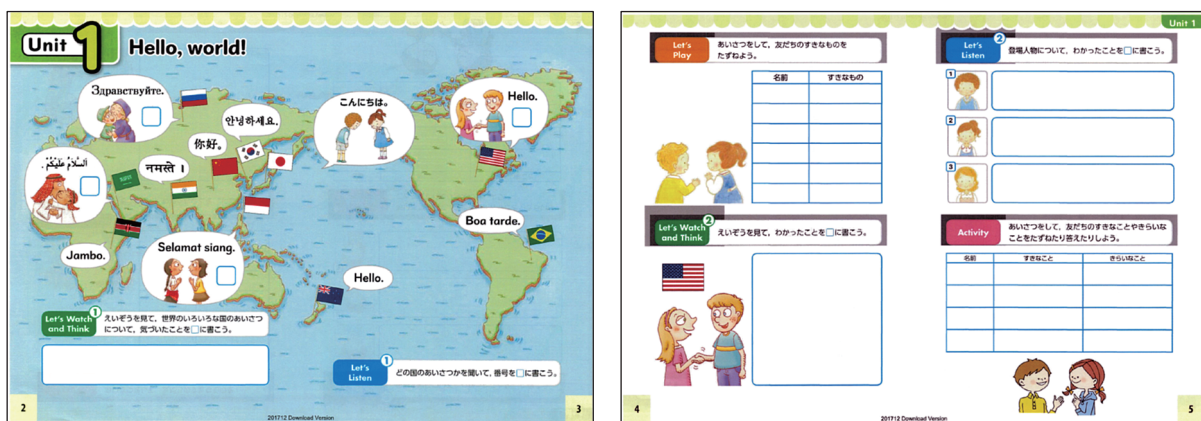 Unit 1
Hello, world!
Здравствуйте.
안녕하세요.
你好。
こんにちは。
Hello.
السَّلَامُ عَلَيْكُمْ.
नमस्ते ।
Boa tarde.
Jambo.
Selamat siang.
Hello.
Let's Watch and Think 1
えいぞうを見て、世界のいろいろな国のあいさつ
について、気づいたことを□に書こう。
Let's Listen 1
どの国のあいさつかを聞いて、番号を□に書こう。
2
3
201712 Download Version
Unit 1
Let's Play
あいさつをして、友だちのすきなものを
たずねよう。
名前 すきなもの
Let's Watch and Think 2
えいぞうを見て、わかったことを□に書こう。
Let's Listen 2
登場人物について、わかったことを□に書こう。
1
2
3
Activity
あいさつをして、友だちのすきなことやきらいな
ことをたずねたり答えたりしよう。
名前 すきなこと きらいなこと
4
5
201712 Download Version